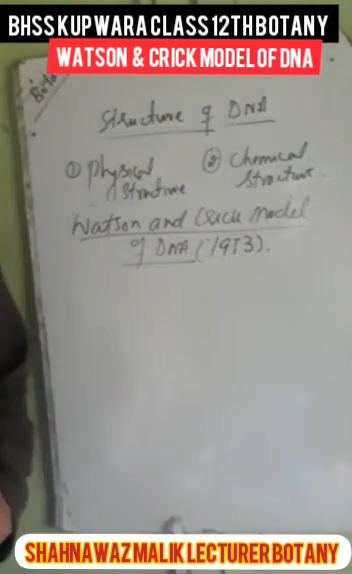 BHSS KUPWARA CLASS 12TH BOTANY
WATSON & CRICK MODEL OF DNA
Bota
Structure of DNA
① Physical Structure
② Chemical Structure.
Watson and Crick Model
of DNA (1953).
SHAHNAWAZ MALIK LECTURER BOTANY